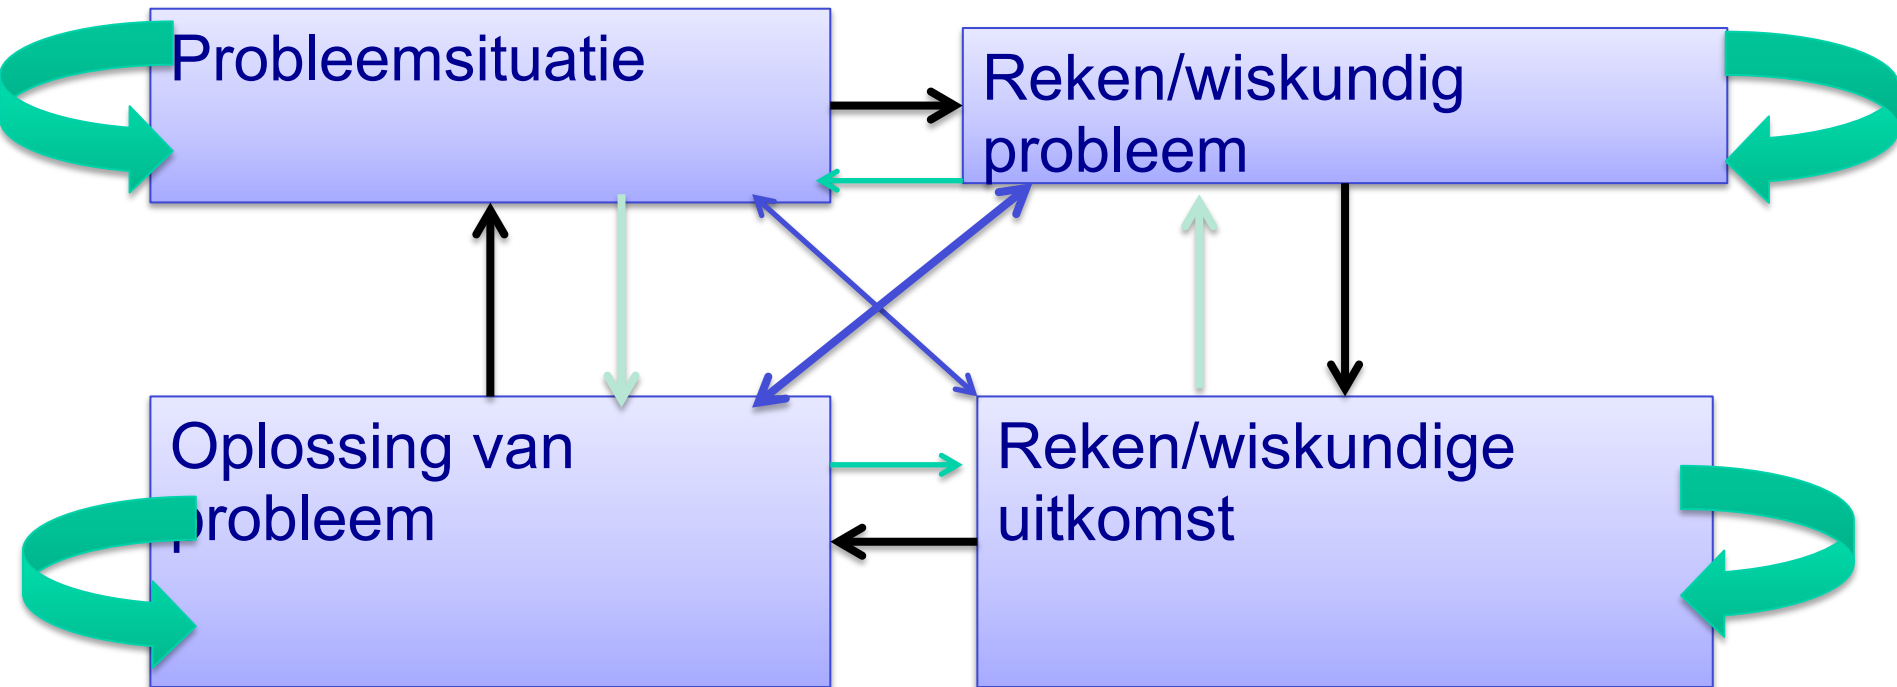 Probleemsituatie
Reken/wiskundig
probleem
Oplossing van
probleem
Reken/wiskundige
uitkomst